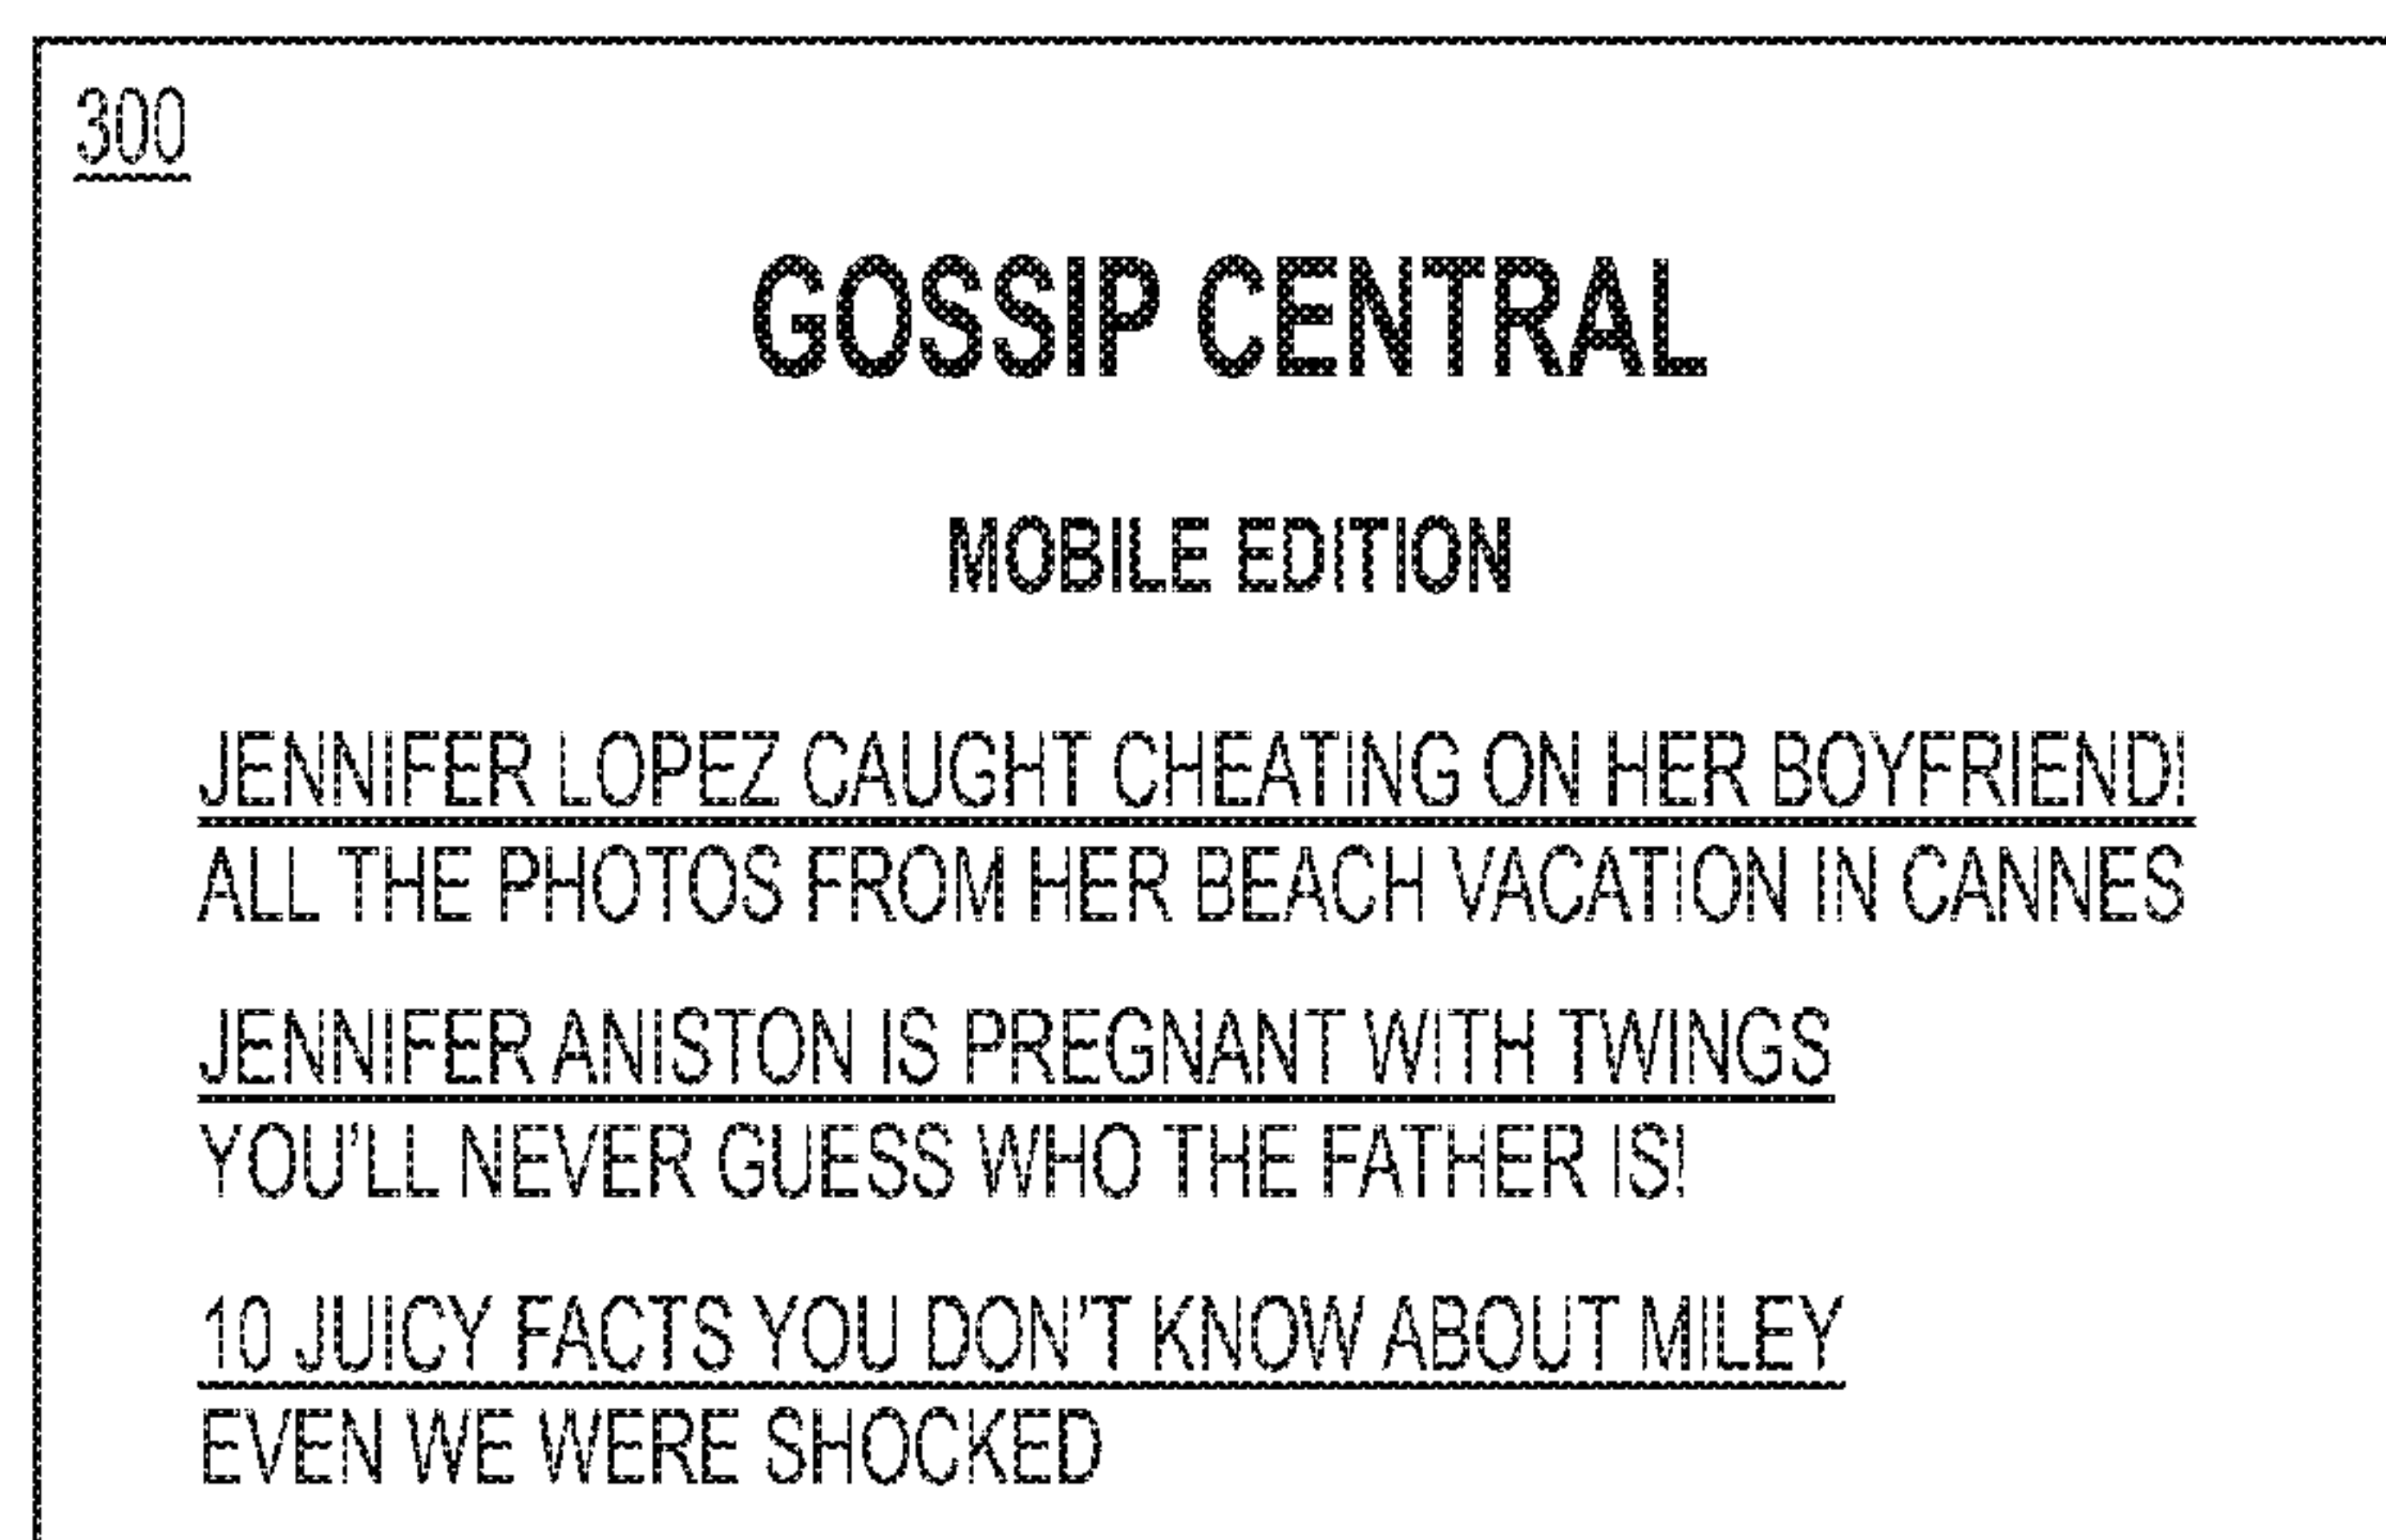 300
GOSSIP CENTRAL
MOBILE EDITION
JENNIFER LOPEZ CAUGHT CHEATING ON HER BOYFRIEND!
ALL THE PHOTOS FROM HER BEACH VACATION IN CANNES
JENNIFER ANISTON IS PREGNANT WITH TWINGS
YOU'LL NEVER GUESS WHO THE FATHER IS!
10 JUICY FACTS YOU DON'T KNOW ABOUT MILEY
EVEN WE WERE SHOCKED